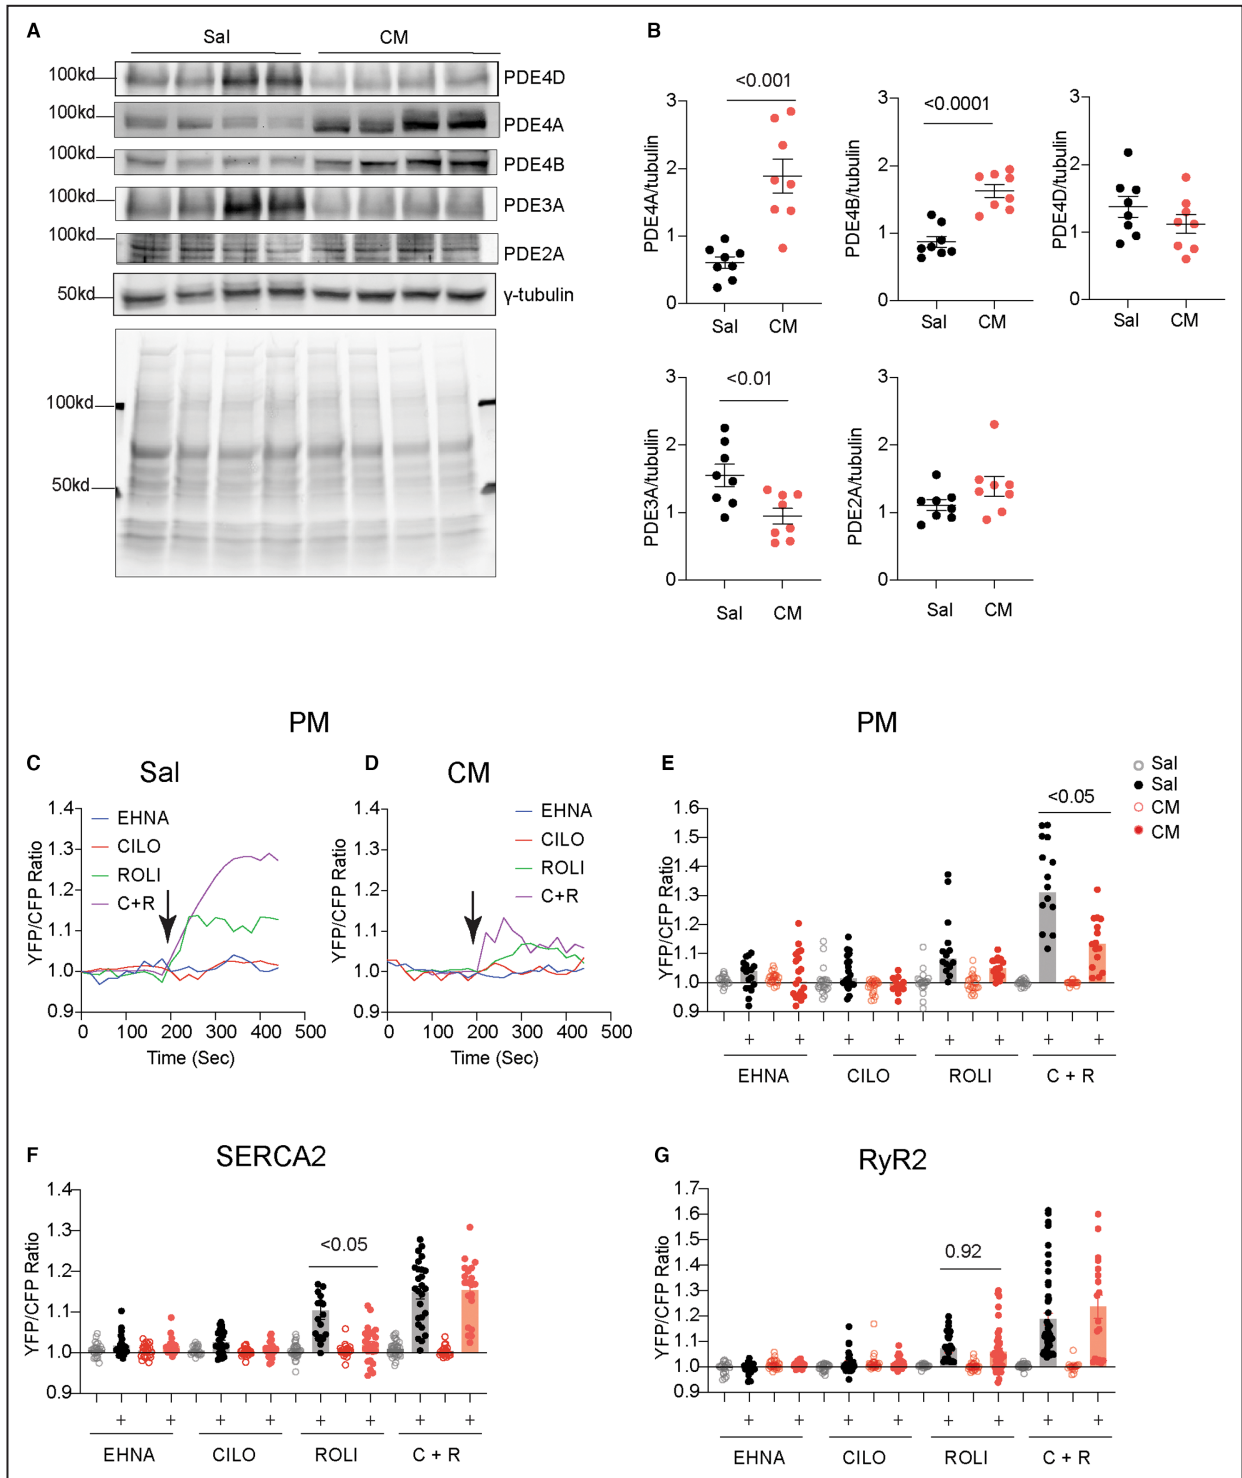 A
Sal CM
100kd PDE4D
100kd PDE4A
100kd PDE4B
100kd PDE3A
100kd PDE2A
50kd γ-tubulin
100kd
50kd
B
<0.001
3
2
1
0
PDE4A/tubulin
Sal CM
<0.0001
3
2
1
0
PDE4B/tubulin
Sal CM
3
2
1
0
PDE4D/tubulin
Sal CM
<0.01
3
2
1
0
PDE3A/tubulin
Sal CM
3
2
1
0
PDE2A/tubulin
Sal CM
PM
C Sal
1.4
1.3
1.2
1.1
1.0
0.9
YFP/CFP Ratio
EHNA
CILO
ROLI
C+R
0 100 200 300 400 500
Time (Sec)
D CM
1.4
1.3
1.2
1.1
1.0
0.9
YFP/CFP Ratio
EHNA
CILO
ROLI
C+R
0 100 200 300 400 500
Time (Sec)
PM
E
Sal
Sal
CM
CM
<0.05
1.6
1.5
1.4
1.3
1.2
1.1
1.0
0.9
YFP/CFP Ratio
+ + + + + + + +
EHNA CILO ROLI C + R
F SERCA2
1.4
1.3
1.2
1.1
1.0
0.9
YFP/CFP Ratio
<0.05
+ + + + + + + +
EHNA CILO ROLI C + R
G RyR2
1.7
1.6
1.5
1.4
1.3
1.2
1.1
1.0
0.9
YFP/CFP Ratio
0.92
+ + + + + + + +
EHNA CILO ROLI C + R